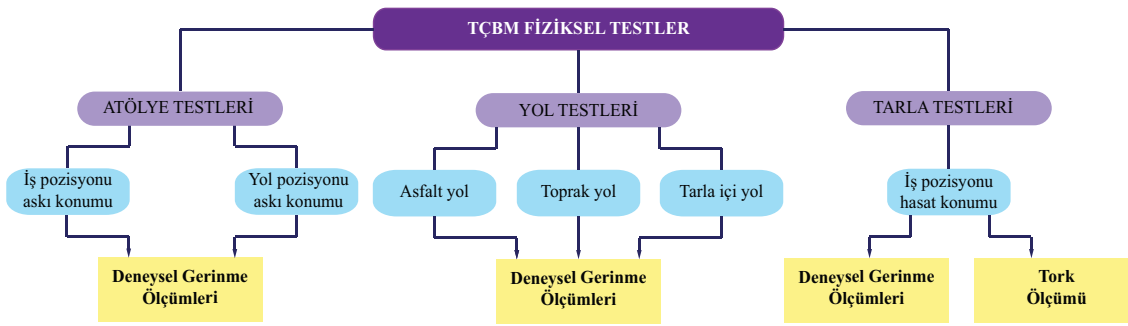 TÇBM FİZİKSEL TESTLER
ATÖLYE TESTLERİ
YOL TESTLERİ
TARLA TESTLERİ
İş pozisyonu
askı konumu
Yol pozisyonu
askı konumu
Asfalt yol
Toprak yol
Tarla içi yol
İş pozisyonu
hasat konumu
Deneysel Gerinme
Ölçümleri
Deneysel Gerinme
Ölçümleri
Deneysel Gerinme
Ölçümleri
Tork
Ölçümü